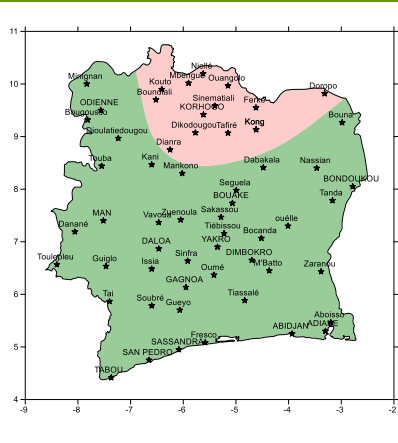 11
Niellé
Minignan
Kouto
Mbengué
Ouangolo
10
Boundiali
Doropo
ODIENNE
Sinematiali
Ferké
Bougousso
KORHOGO
Bouna
Kong
Djoulatiedougou
Dikodougou
Tafiré
9
Dianra
Touba
Kani
Mankono
Dabakala
Nassian
BONDOUKOU
8
Seguela
BOUAKE
Tanda
MAN
Vavoua
Zuenoula
Sakassou
ouélle
Danané
Tiébissou
Bocanda
7
DALOA
YAKRO
Toulepleu
Guiglo
Issia
Sinfra
DIMBOKRO
M'Batto
Zaranou
Oumé
GAGNOA
6
Tai
Soubré
Gueyo
Tiassalé
Aboisso
ABIDJAN
ADIAKE
Fresco
SASSANDRA
5
SAN PEDRO
TABOU
4
-9 -8 -7 -6 -5 -4 -3 -2